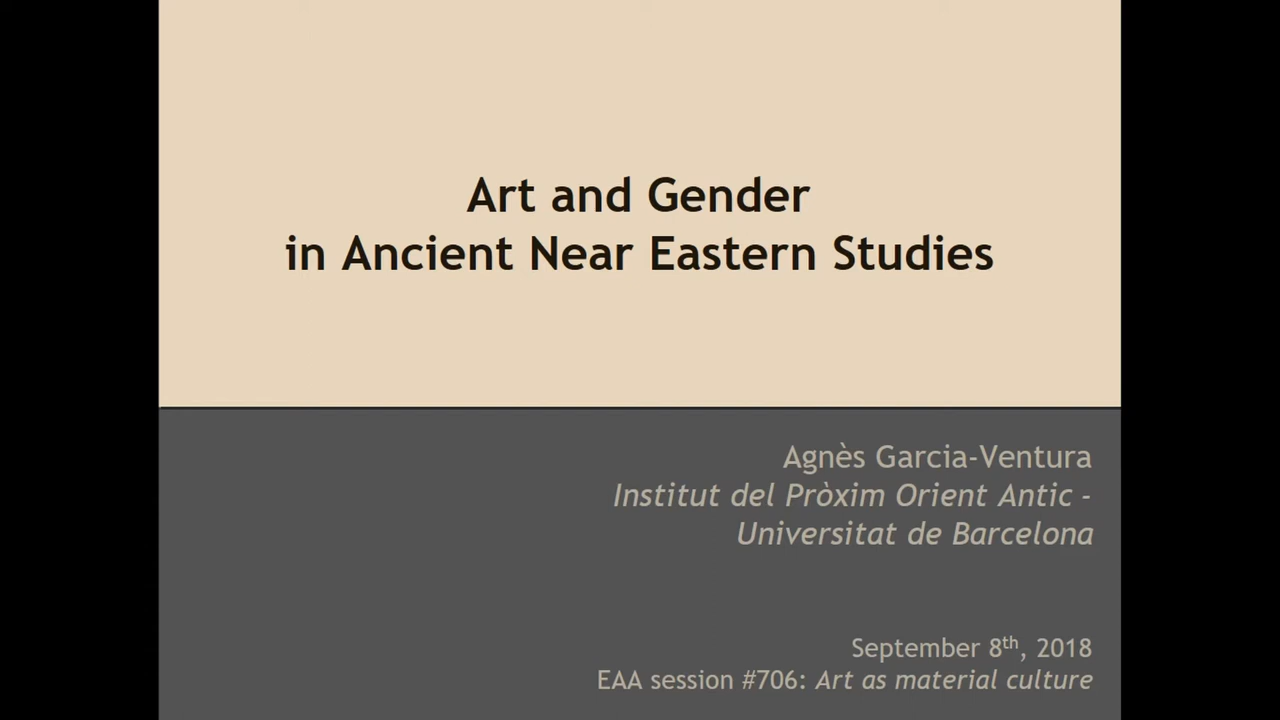 Art and Gender
in Ancient Near Eastern Studies
Agnès Garcia-Ventura
Institut del Pròxim Orient Antic -
Universitat de Barcelona
September 8th, 2018
EAA session #706: Art as material culture